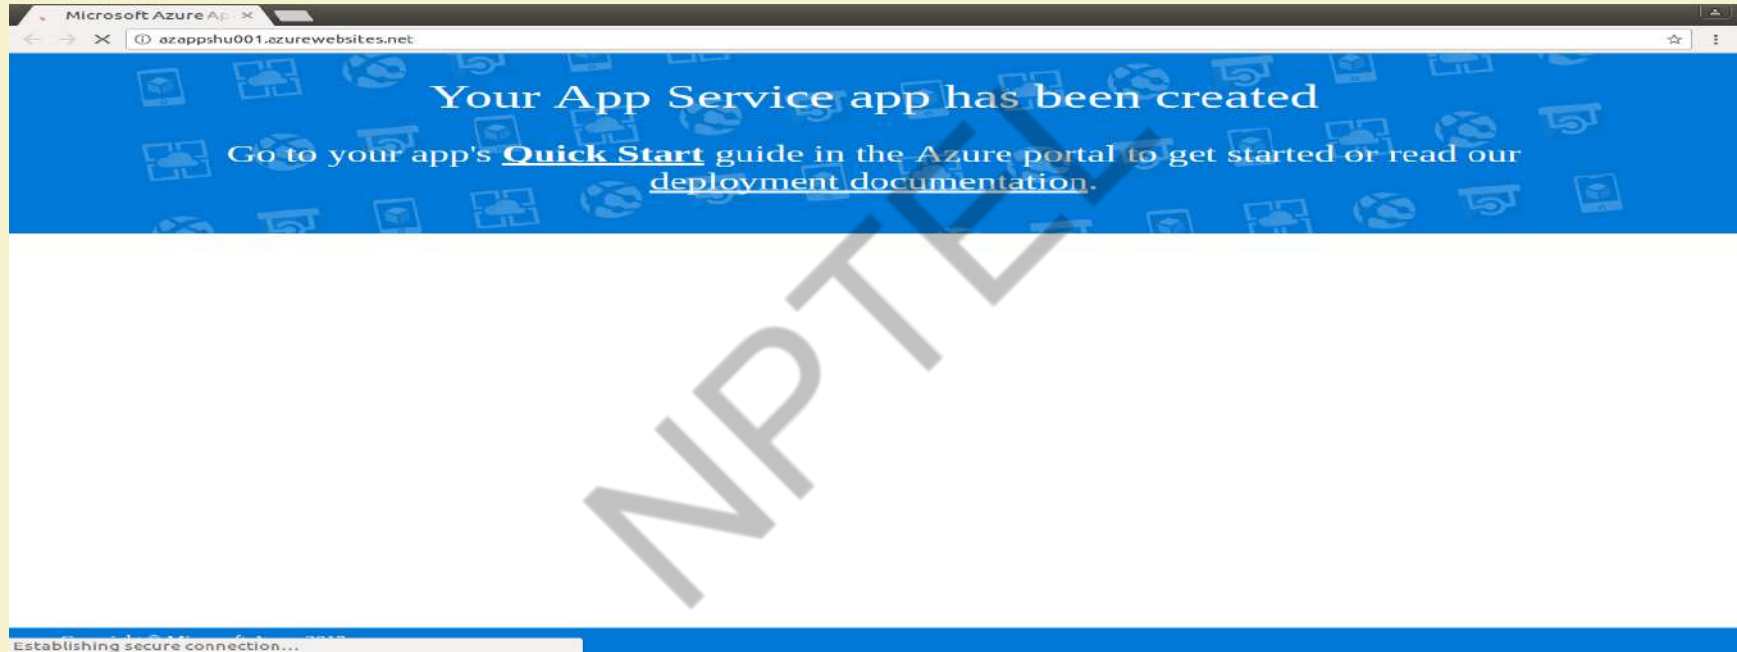 Microsoft Azure Ap
azappshu001.azurewebsites.net
Your App Service app has been created
Go to your app's Quick Start guide in the Azure portal to get started or read our
deployment documentation.
NPTEL
Establishing secure connection...